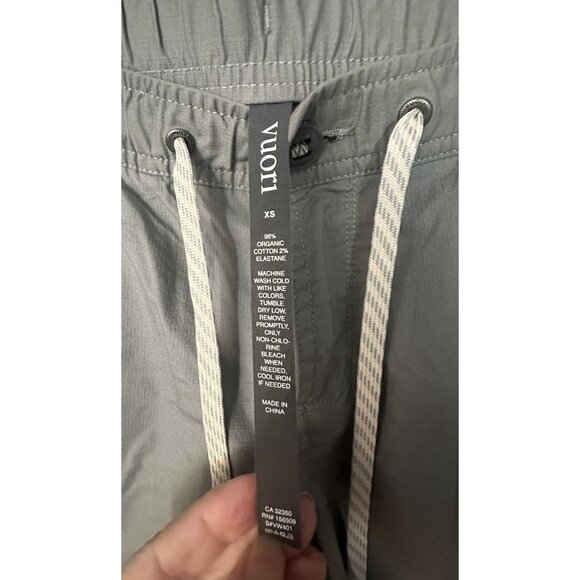 vuori
XS
98%
ORGANIC
COTTON 2%
ELASTANE
MACHINE
WASH COLD
WITH LIKE
COLORS,
TUMBLE
DRY LOW.
REMOVE
PROMPTLY,
ONLY
NON-CHLO-
RINE
BLEACH
WHEN
NEEDED,
COOL IRON
IF NEEDED
MADE IN
CHINA
CA 32350
RN# 156509
S#VW401